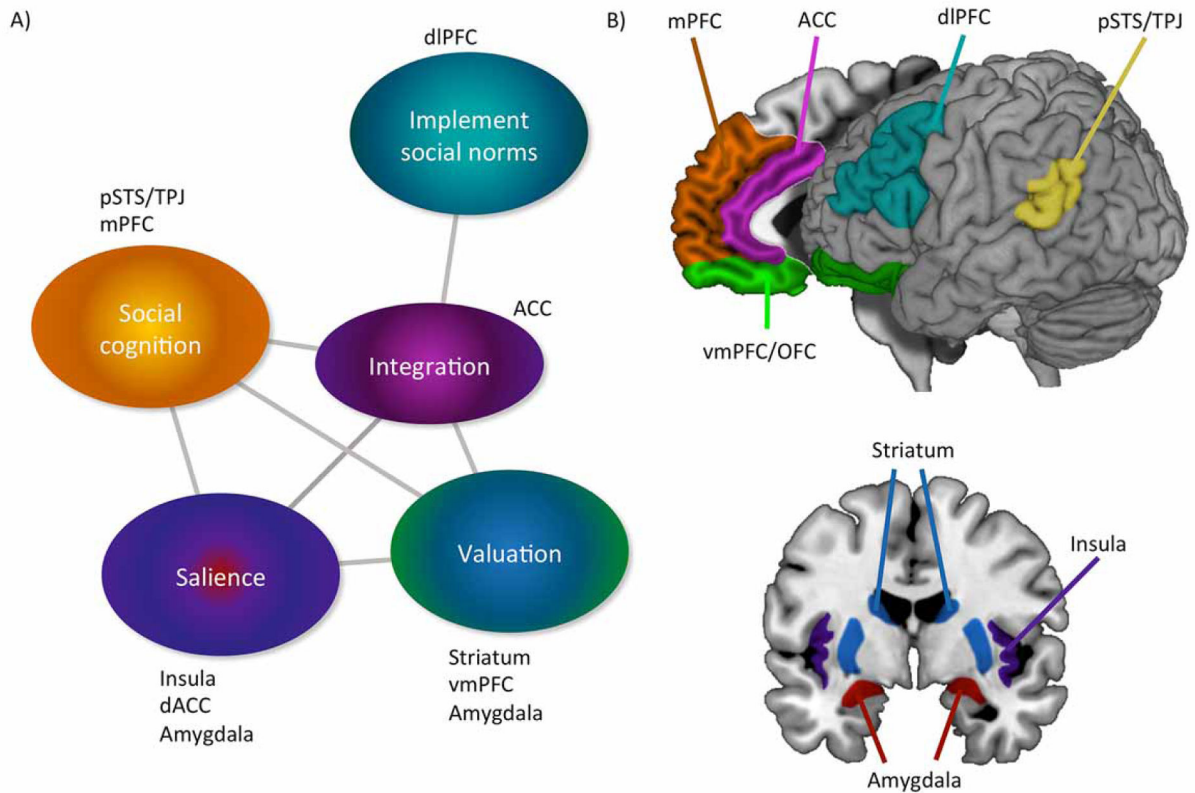 A)
dlPFC
Implement
social norms
pSTS/TPJ
mPFC
Social
cognition
ACC
Integration
Salience
Valuation
Insula
dACC
Amygdala
Striatum
vmPFC
Amygdala
B)
mPFC
ACC
dlPFC
pSTS/TPJ
vmPFC/OFC
Striatum
Insula
Amygdala